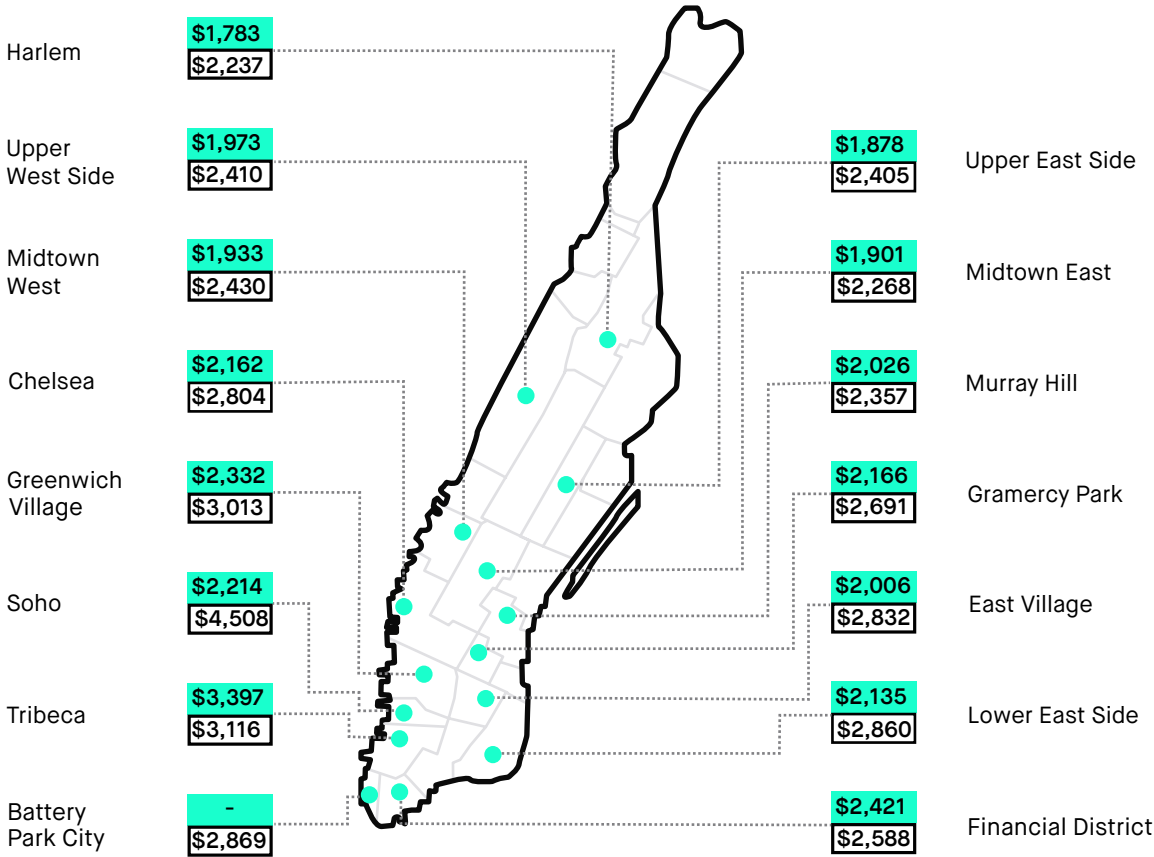 Harlem
$1,783
$2,237
Upper
West Side
$1,973
$2,410
Midtown
West
$1,933
$2,430
Chelsea
$2,162
$2,804
Greenwich
Village
$2,332
$3,013
Soho
$2,214
$4,508
Tribeca
$3,397
$3,116
Battery
Park City
-
$2,869
$1,878
$2,405
Upper East Side
$1,901
$2,268
Midtown East
$2,026
$2,357
Murray Hill
$2,166
$2,691
Gramercy Park
$2,006
$2,832
East Village
$2,135
$2,860
Lower East Side
$2,421
$2,588
Financial District